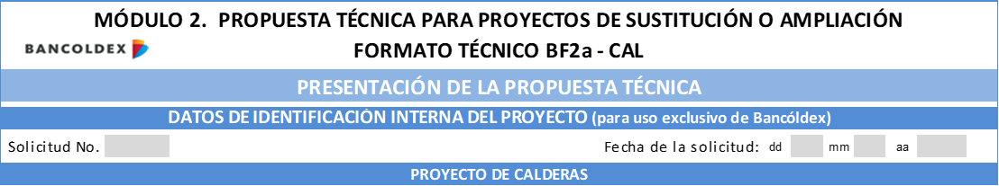 MÓDULO 2. PROPUESTA TÉCNICA PARA PROYECTOS DE SUSTITUCIÓN O AMPLIACIÓN
BANCOLDEX
FORMATO TÉCNICO BF2a - CAL
PRESENTACIÓN DE LA PROPUESTA TÉCNICA
DATOS DE IDENTIFICACIÓN INTERNA DEL PROYECTO (para uso exclusivo de Bancóldex)
Solicitud No. Fecha de la solicitud: dd mm aa
PROYECTO DE CALDERAS